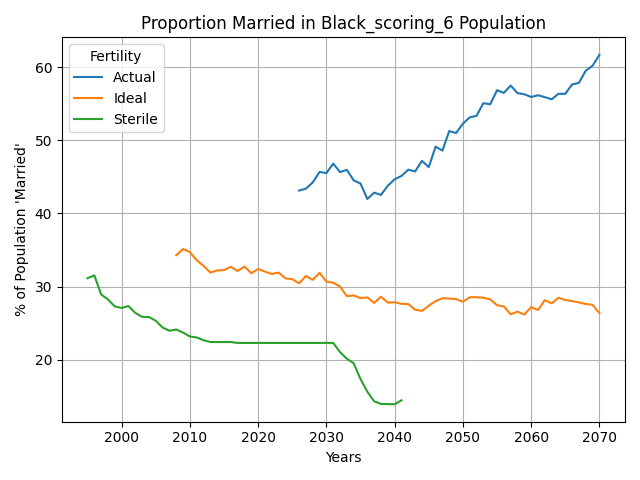 Proportion Married in Black_scoring_6 Population
Fertility
Actual
Ideal
Sterile
% of Population 'Married'
60
50
40
30
20
2000
2010
2020
2030
2040
2050
2060
2070
Years